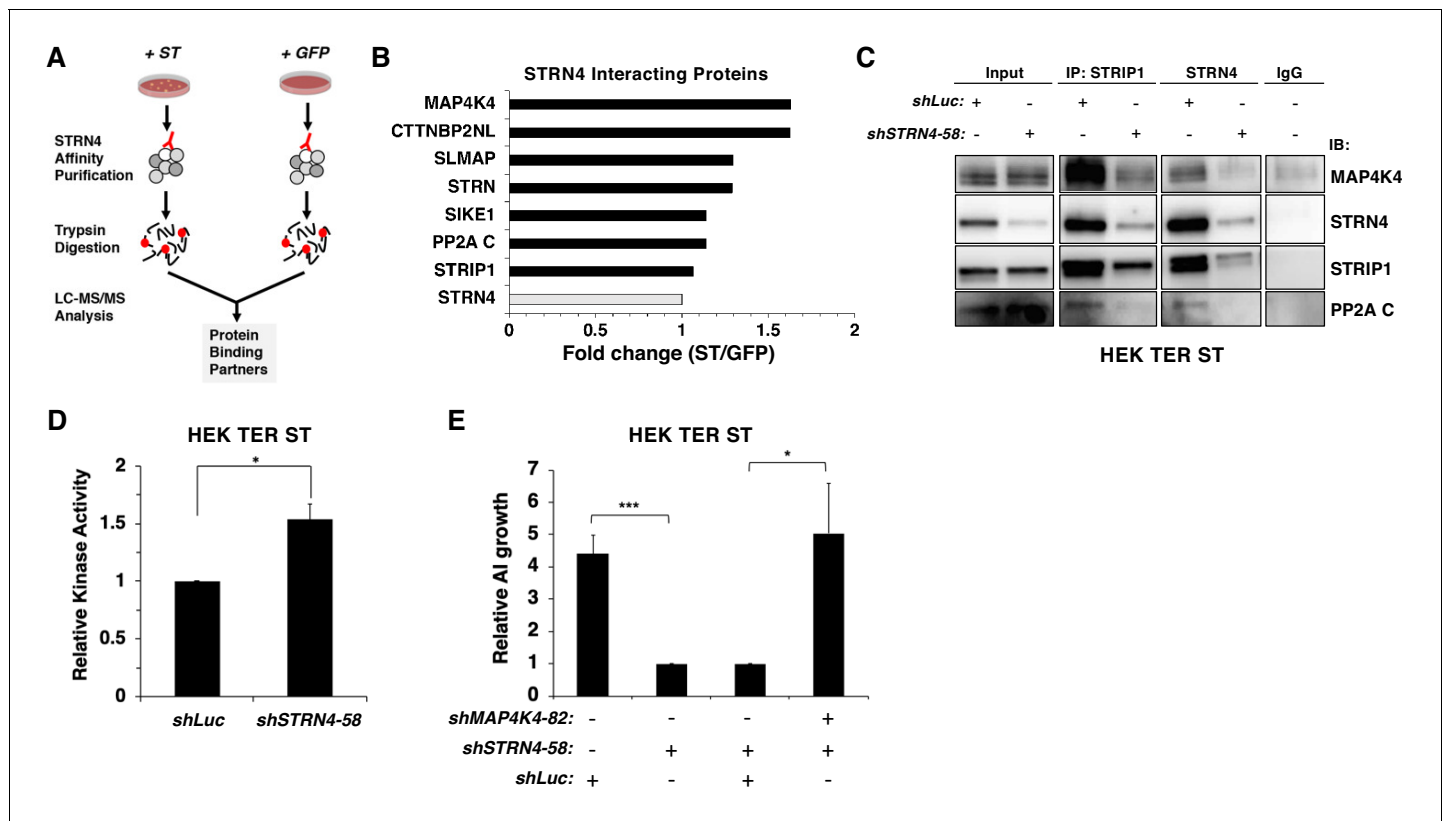 A
+ ST
+ GFP
STRN4
Affinity
Purification
Trypsin
Digestion
LC-MS/MS
Analysis
Protein
Binding
Partners
B
STRN4 Interacting Proteins
MAP4K4
CTTNBP2NL
SLMAP
STRN
SIKE1
PP2A C
STRIP1
STRN4
0 0.5 1 1.5 2
Fold change (ST/GFP)
C
Input IP: STRIP1 STRN4 IgG
shLuc: + - + - + - -
shSTRN4-58: - + - + - + -
IB:
MAP4K4
STRN4
STRIP1
PP2A C
HEK TER ST
D
HEK TER ST
Relative Kinase Activity
2
1.5
1
0.5
0
*
shLuc shSTRN4-58
E
HEK TER ST
Relative AI growth
7
6
5
4
3
2
1
0
***
*
shMAP4K4-82: - - - +
shSTRN4-58: - + + +
shLuc: + - + -